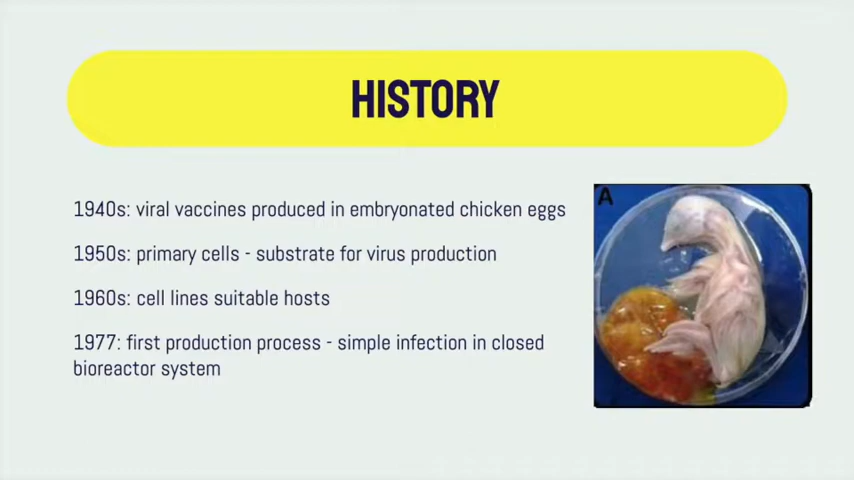 HISTORY
1940s: viral vaccines produced in embryonated chicken eggs
1950s: primary cells - substrate for virus production
1960s: cell lines suitable hosts
1977: first production process - simple infection in closed
bioreactor system
A